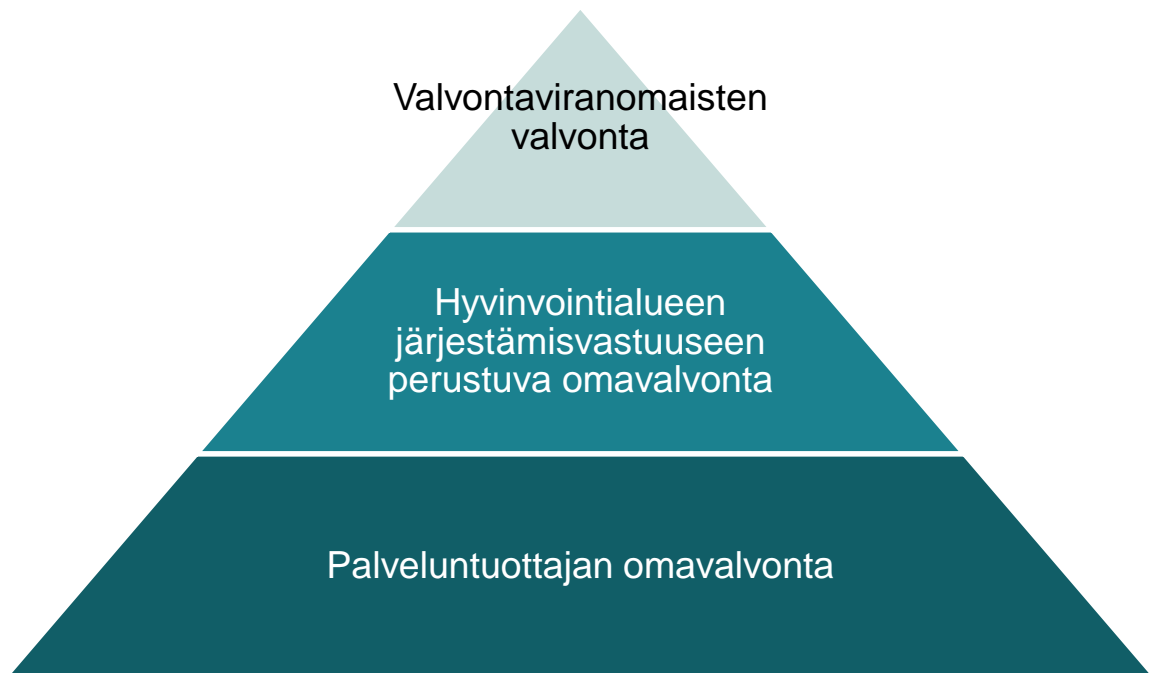 Valvontaviranomaisten
valvonta
Hyvinvointialueen
järjestämisvastuuseen
perustuva omavalvonta
Palveluntuottajan omavalvonta